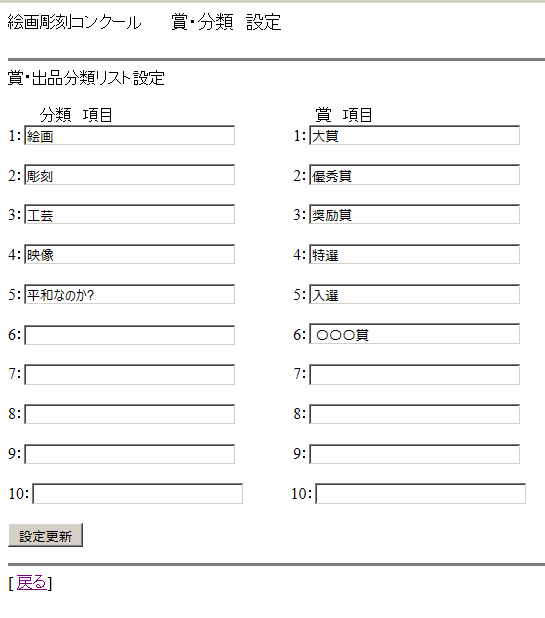 絵画彫刻コンクール　　賞・分類　設定
賞・出品分類リスト設定
分類　項目　賞　項目
1：絵画　1：大賞
2：彫刻　2：優秀賞
3：工芸　3：奨励賞
4：映像　4：特選
5：平和なのか?　5：入選
6：　6：○○○賞
7：　7：
8：　8：
9：　9：
10：　10：
設定更新
[ 戻る]